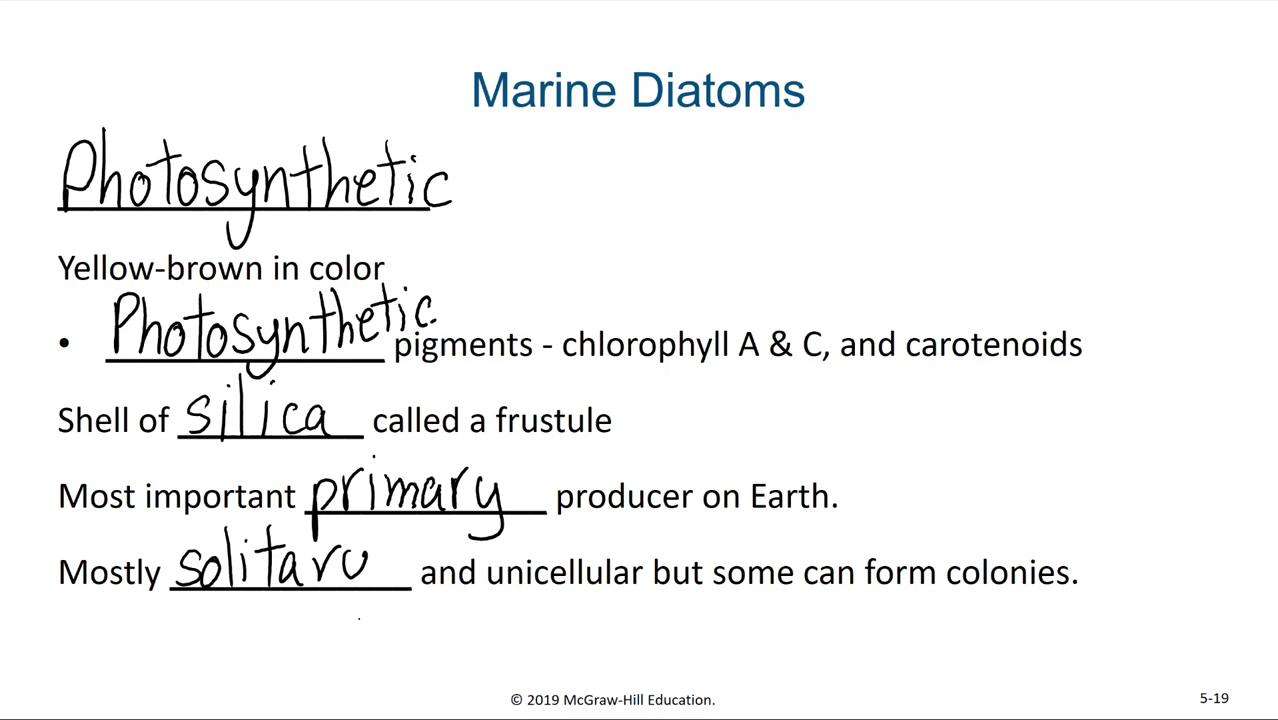 Marine Diatoms
Photosynthetic
Yellow-brown in color
• Photosynthetic pigments - chlorophyll A & C, and carotenoids
Shell of silica called a frustule
Most important primary producer on Earth.
Mostly solitaru and unicellular but some can form colonies.
© 2019 McGraw-Hill Education.
5-19